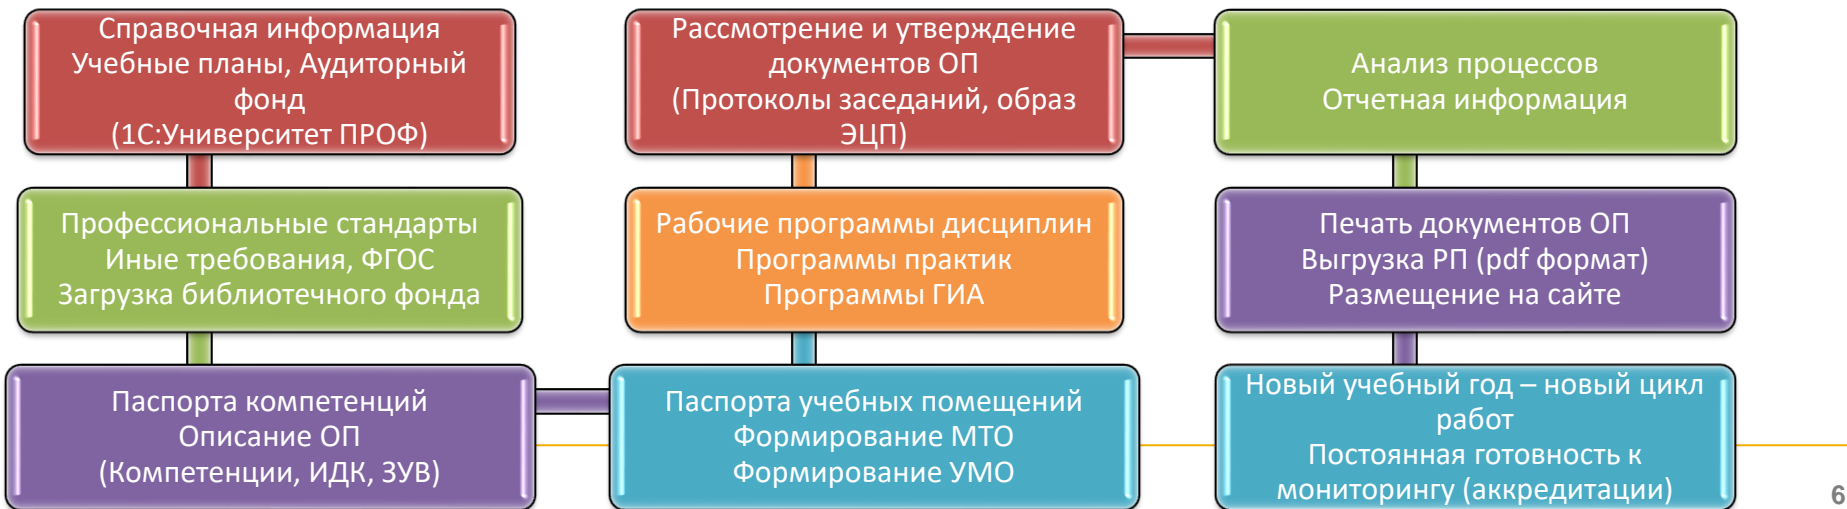 Справочная информация
Учебные планы, Аудиторный
фонд
(1С:Университет ПРОФ)
Профессиональные стандарты
Иные требования, ФГОС
Загрузка библиотечного фонда
Паспорта компетенций
Описание ОП
(Компетенции, ИДК, ЗУВ)
Паспорта учебных помещений
Формирование МТО
Формирование УМО
Рабочие программы дисциплин
Программы практик
Программы ГИА
Рассмотрение и утверждение
документов ОП
(Протоколы заседаний, образ
ЭЦП)
Анализ процессов
Отчетная информация
Печать документов ОП
Выгрузка РП (pdf формат)
Размещение на сайте
Новый учебный год – новый цикл
работ
Постоянная готовность к
мониторингу (аккредитации)
6